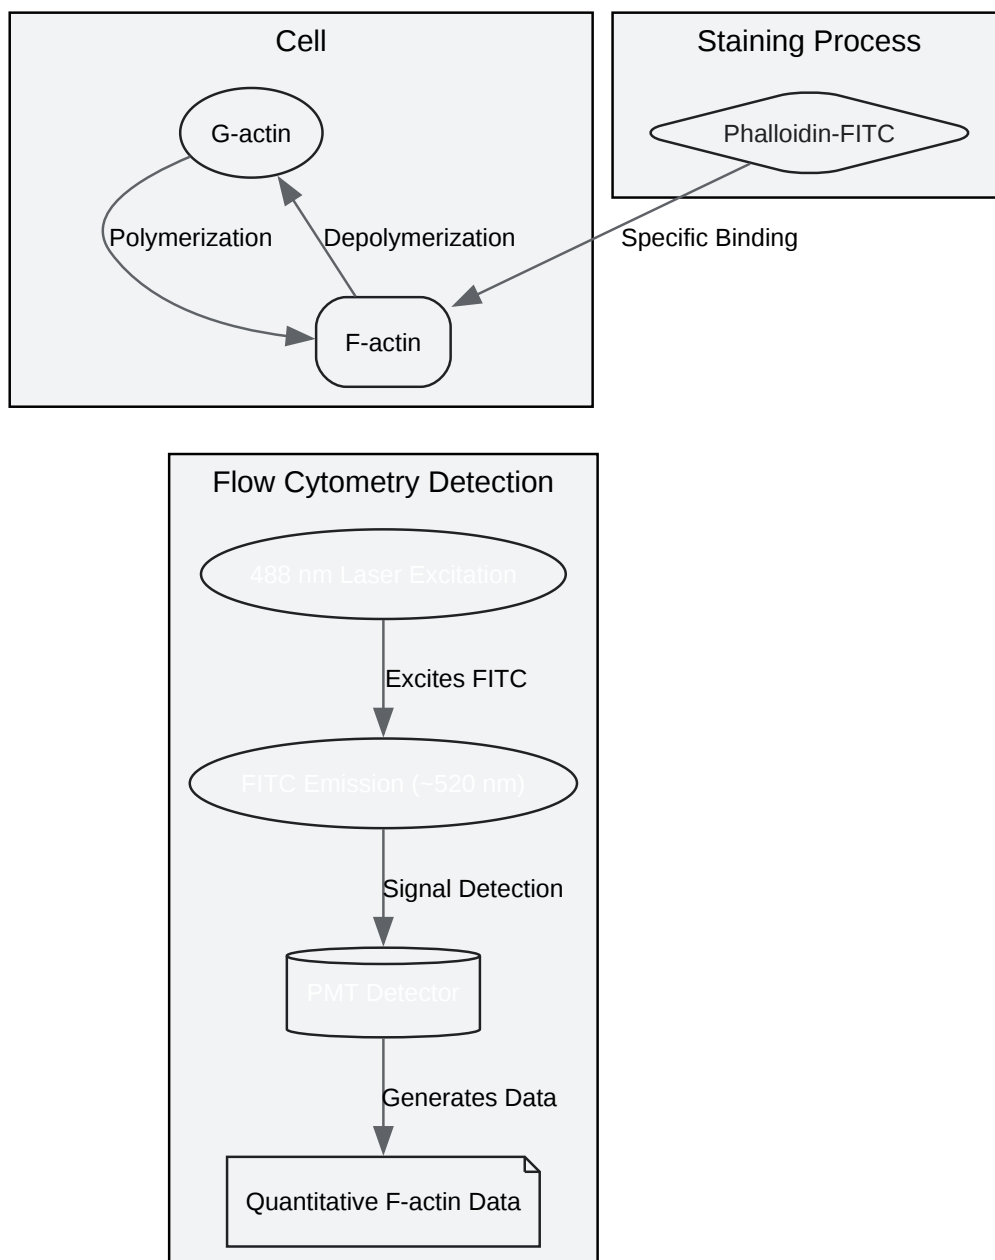 Cell
Staining Process
G-actin
Phalloidin-FITC
Polymerization
Depolymerization
Specific Binding
F-actin
Flow Cytometry Detection
488 nm Laser Excitation
Excites FITC
FITC Emission (~520 nm)
Signal Detection
PMT Detector
Generates Data
Quantitative F-actin Data